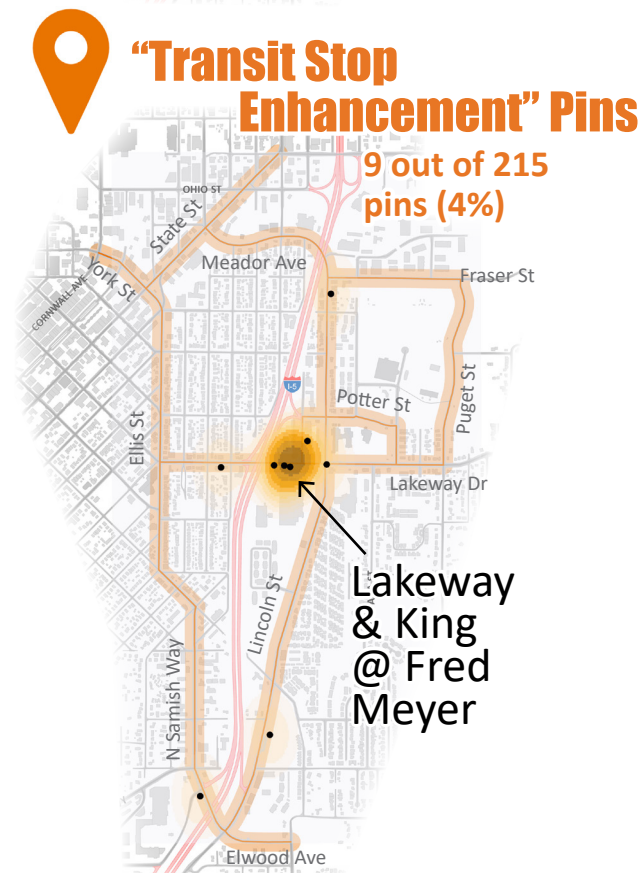 “Transit Stop
Enhancement” Pins
9 out of 215
pins (4%)
OHIO ST
State St
Meador Ave
Fraser St
York St
CORNWALL AVE
I-5
Potter St
Puget St
Ellis St
Lakeway Dr
Lincoln St
Lakeway
& King
@ Fred
Meyer
N Samish Way
Elwood Ave